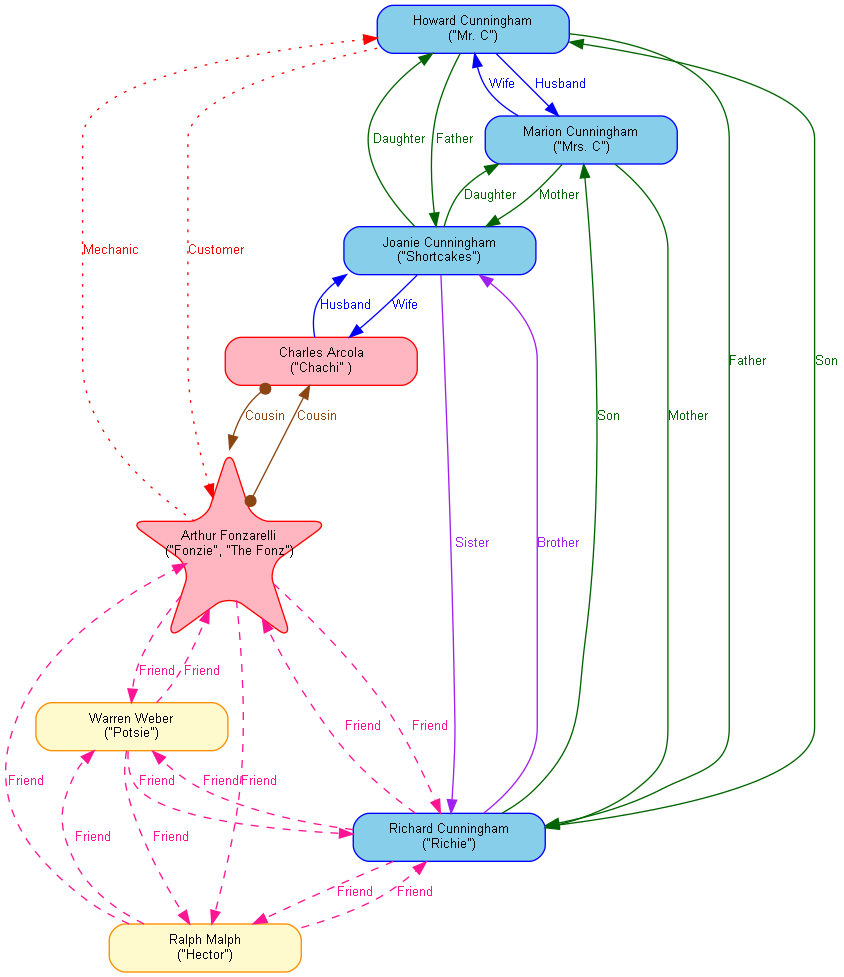 Howard Cunningham
("Mr. C")
Wife
Husband
Marion Cunningham
("Mrs. C")
Daughter
Father
Daughter
Mother
Mechanic
Customer
Joanie Cunningham
("Shortcakes")
Husband
Wife
Charles Arcola
("Chachi" )
Father
Son
Cousin
Cousin
Son
Mother
Arthur Fonzarelli
("Fonzie", "The Fonz")
Sister
Brother
Friend
Friend
Warren Weber
("Potsie")
Friend
Friend
Friend
Friend
Friend
Friend
Richard Cunningham
("Richie")
Friend
Friend
Friend
Friend
Ralph Malph
("Hector")